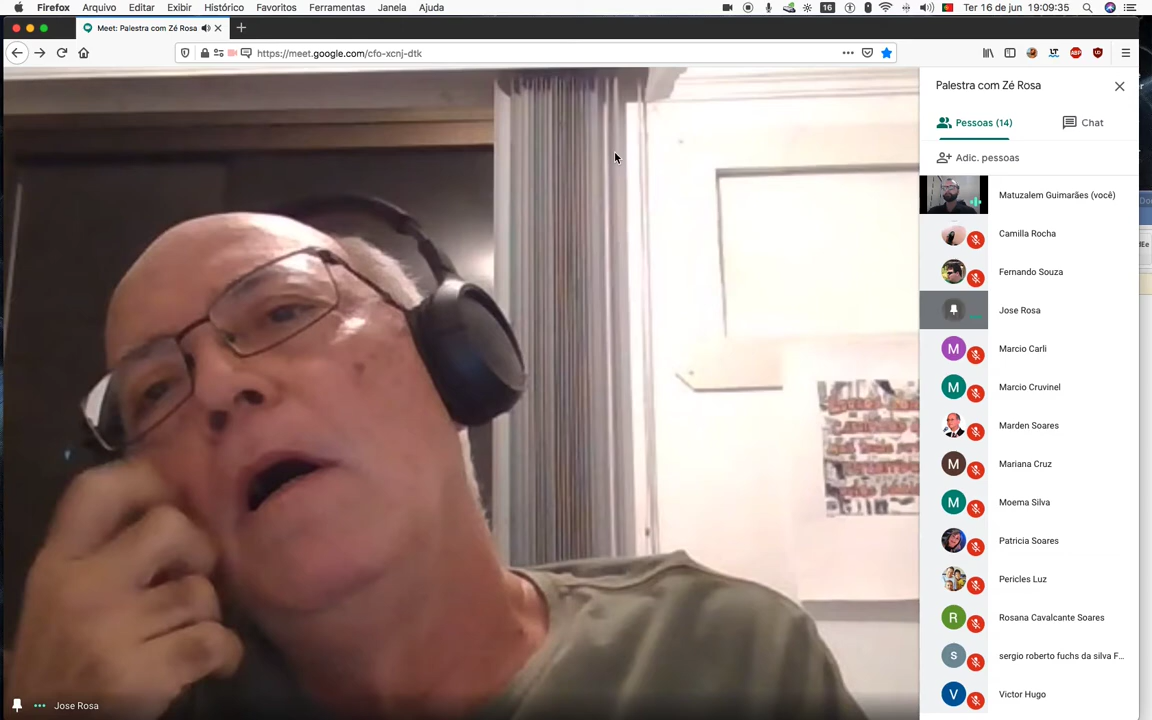 Firefox Arquivo Editar Exibir Histórico Favoritos Ferramentas Janela Ajuda 16 Ter 16 de jun 19:09:35
Meet: Palestra com Zé Rosa
https://meet.google.com/cfo-xcnj-dtk
ABP
Palestra com Zé Rosa
Pessoas (14) Chat
Adic. pessoas
Matuzalem Guimarães (você)
Camilla Rocha
Fernando Souza
Jose Rosa
M Marcio Carli
M Marcio Cruvinel
Marden Soares
M Mariana Cruz
M Moema Silva
Patricia Soares
Pericles Luz
R Rosana Cavalcante Soares
s sergio roberto fuchs da silva F...
V Victor Hugo
Jose Rosa